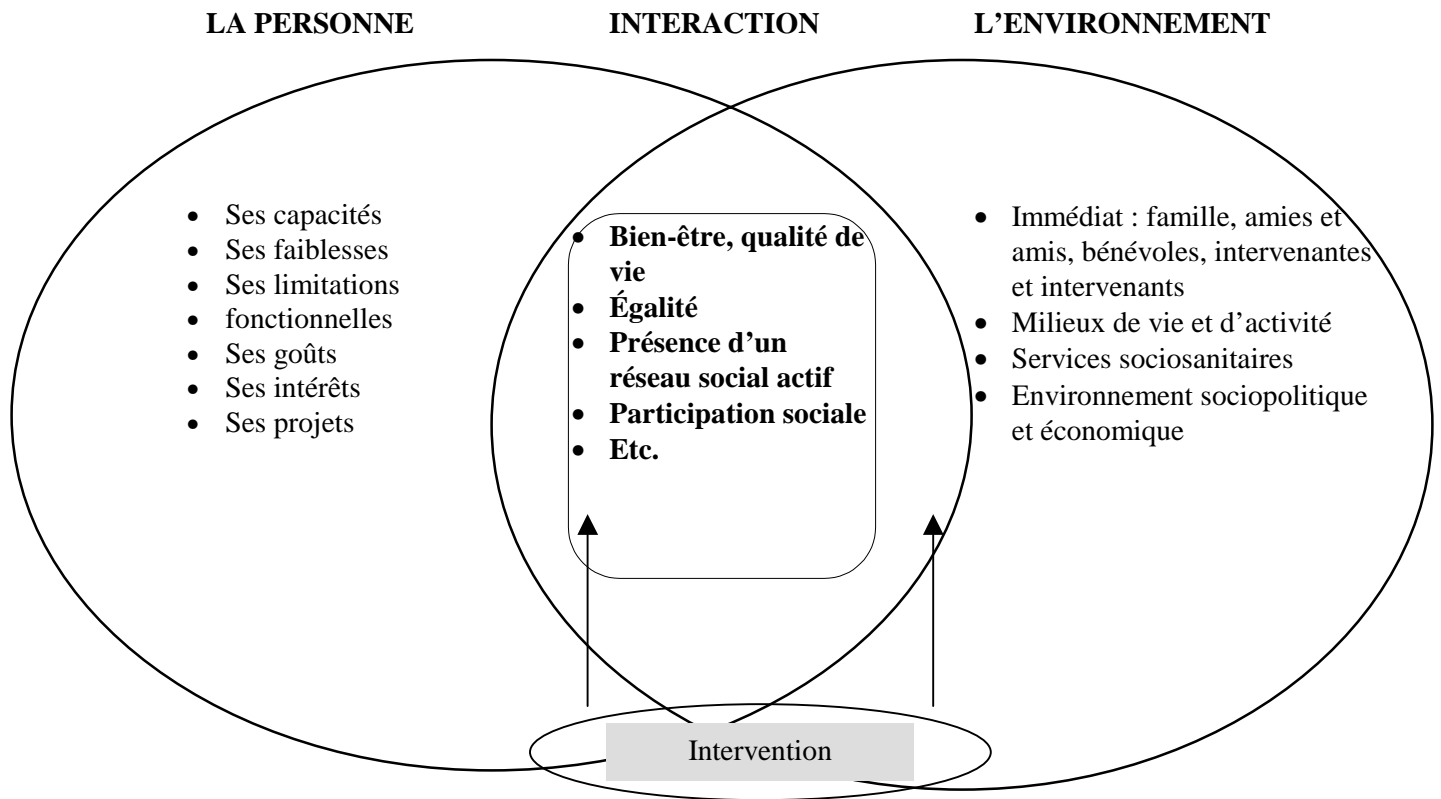 LA PERSONNE INTERACTION L’ENVIRONNEMENT
• Ses capacités
• Ses faiblesses
• Ses limitations
• fonctionnelles
• Ses goûts
• Ses intérêts
• Ses projets
• Bien-être, qualité de
vie
• Égalité
• Présence d’un
réseau social actif
• Participation sociale
• Etc.
• Immédiat : famille, amies et
amis, bénévoles, intervenantes
et intervenants
• Milieux de vie et d’activité
• Services sociosanitaires
• Environnement sociopolitique
et économique
Intervention